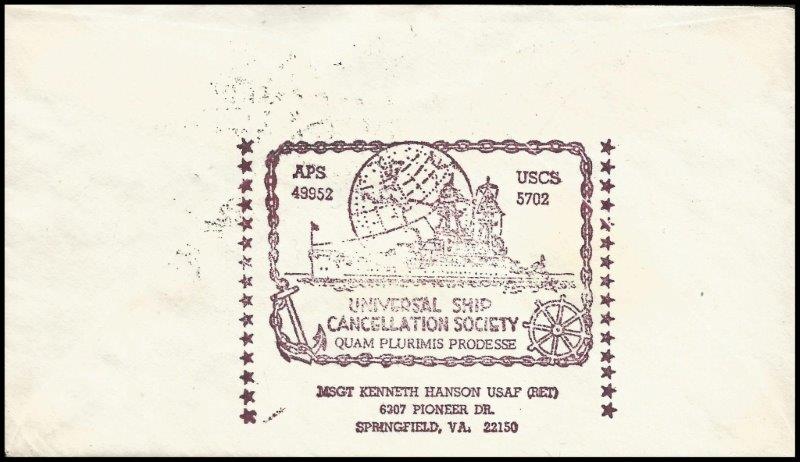 APS
49952
USCS
5702
UNIVERSAL SHIP
CANCELLATION SOCIETY
QUAM PLURIMIS PRODESSE
MSGT KENNETH HANSON USAF (RET)
6307 PIONEER DR.
SPRINGFIELD, VA. 22150